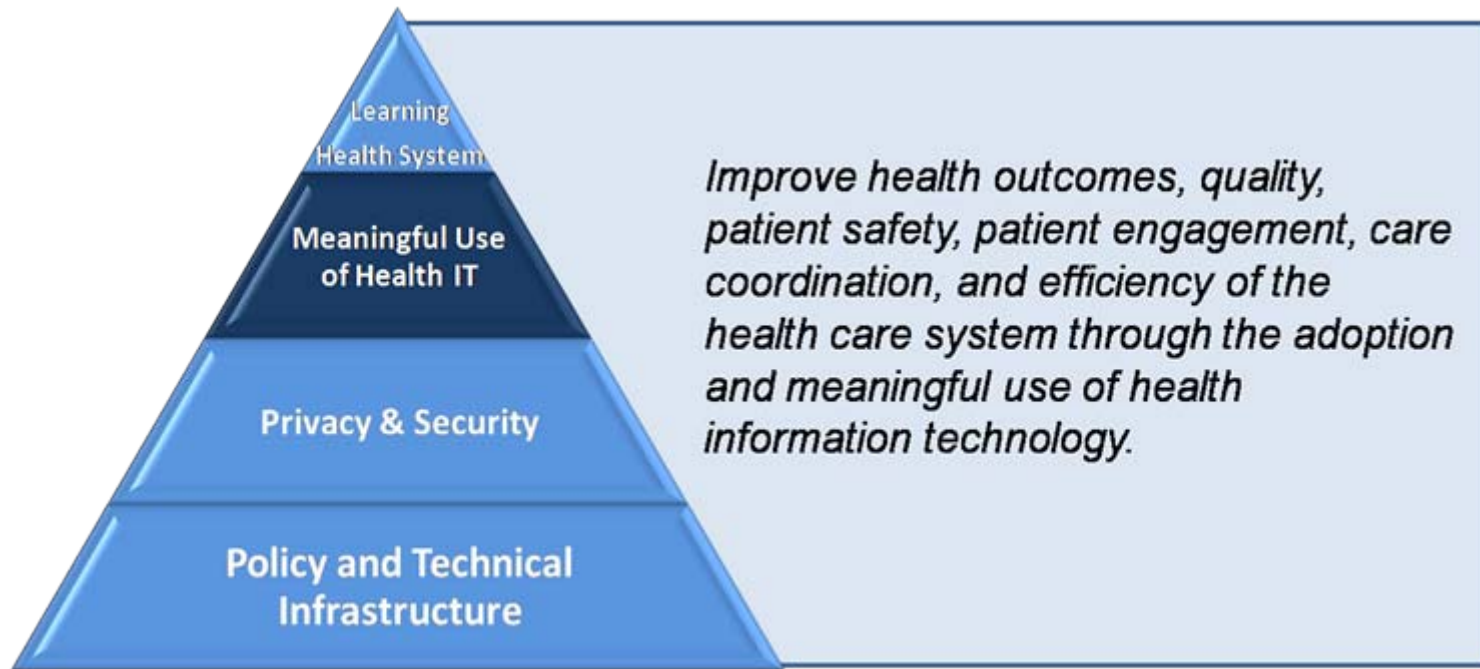 Learning
Health System
Meaningful Use
of Health IT
Privacy & Security
Policy and Technical
Infrastructure
Improve health outcomes, quality,
patient safety, patient engagement, care
coordination, and efficiency of the
health care system through the adoption
and meaningful use of health
information technology.